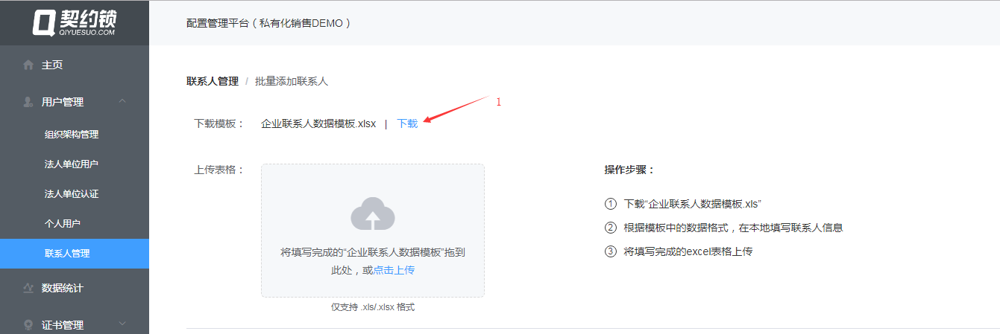 契约锁
QIYUESUO.COM
配置管理平台（私有化销售DEMO）
主页
用户管理
组织架构管理
法人单位用户
法人单位认证
个人用户
联系人管理
数据统计
证书管理
联系人管理 / 批量添加联系人
1
下载模板： 企业联系人数据模板.xlsx | 下载
上传表格：
将填写完成的“企业联系人数据模板”拖到
此处，或点击上传
仅支持 .xls/.xlsx 格式
操作步骤：
① 下载“企业联系人数据模板.xls”
② 根据模板中的数据格式，在本地填写联系人信息
③ 将填写完成的excel表格上传